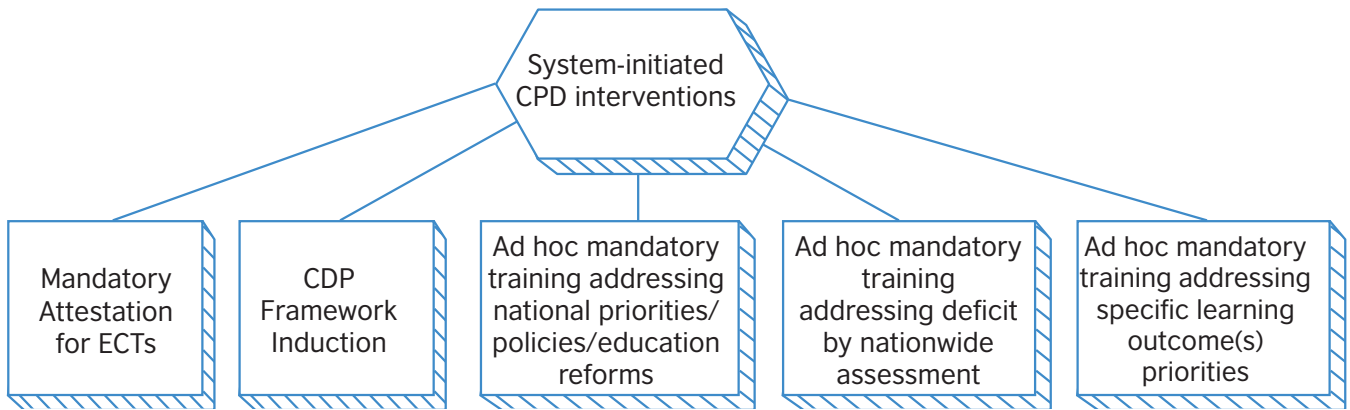 System-initiated
CPD interventions
Mandatory
Attestation
for ECTs
CDP
Framework
Induction
Ad hoc mandatory
training addressing
national priorities/
policies/education
reforms
Ad hoc mandatory
training
addressing deficit
by nationwide
assessment
Ad hoc mandatory
training addressing
specific learning
outcome(s)
priorities